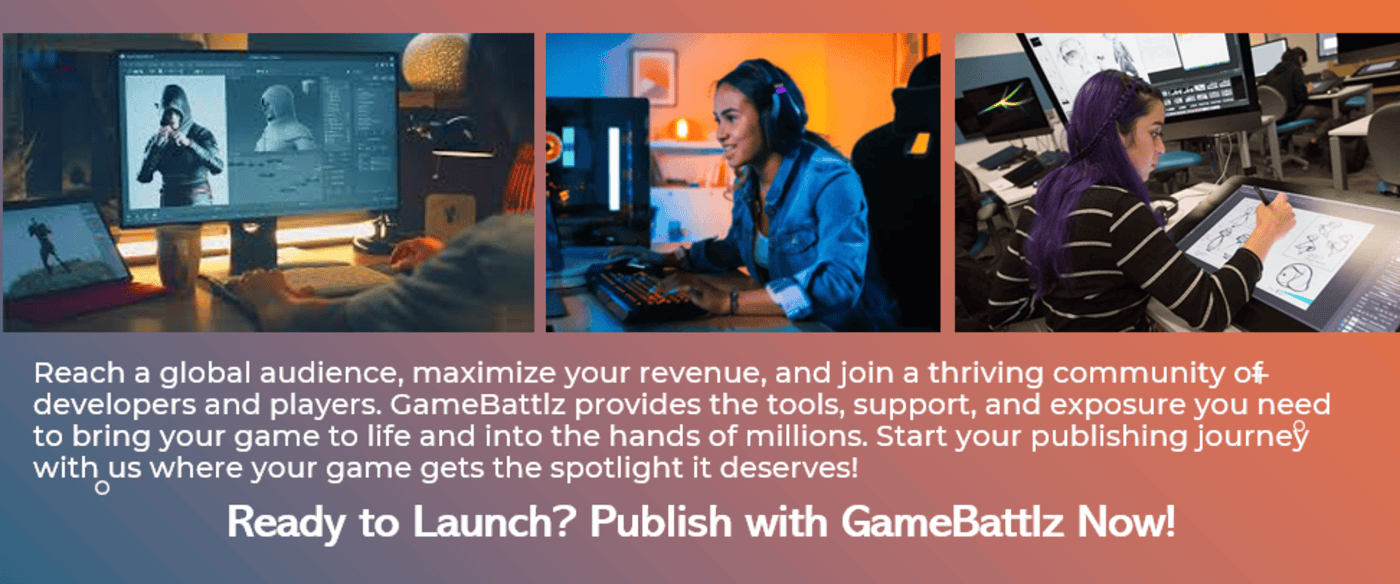 Reach a global audience, maximize your revenue, and join a thriving community of
developers and players. GameBattlz provides the tools, support, and exposure you need
to bring your game to life and into the hands of millions. Start your publishing journey
with us where your game gets the spotlight it deserves!
Ready to Launch? Publish with GameBattlz Now!